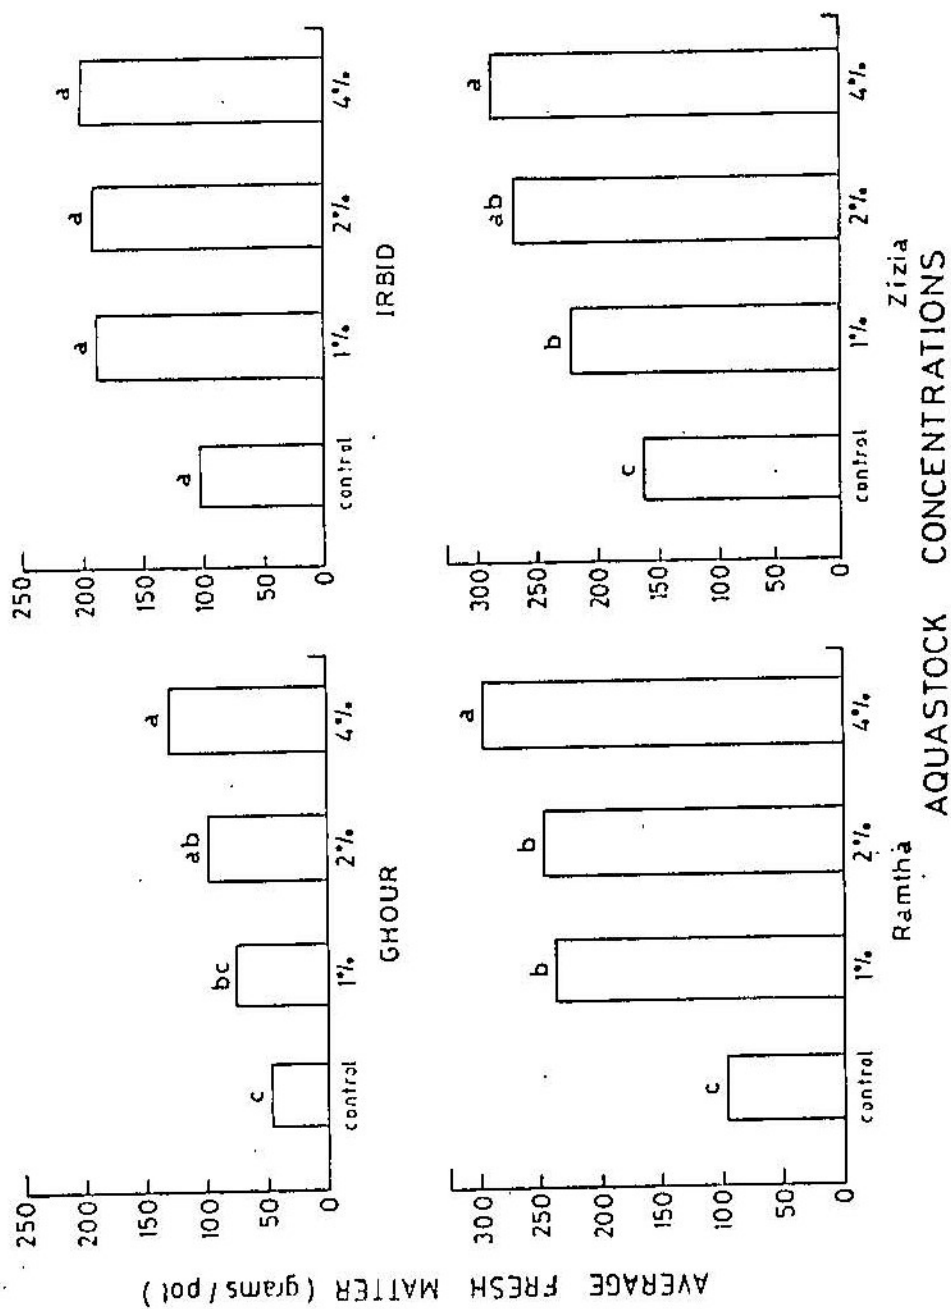 AVERAGE FRESH MATTER (grams/pot)
250
200
150
100
50
0
c
bc
ab
a
control
1%
2%
4%
GHOUR
250
200
150
100
50
0
a
a
a
a
control
1%
2%
4%
IRBID
300
250
200
150
100
50
0
c
b
b
a
control
1%
2%
4%
Ramtha
300
250
200
150
100
50
0
c
b
ab
a
control
1%
2%
4%
Zizia
AQUASTOCK CONCENTRATIONS